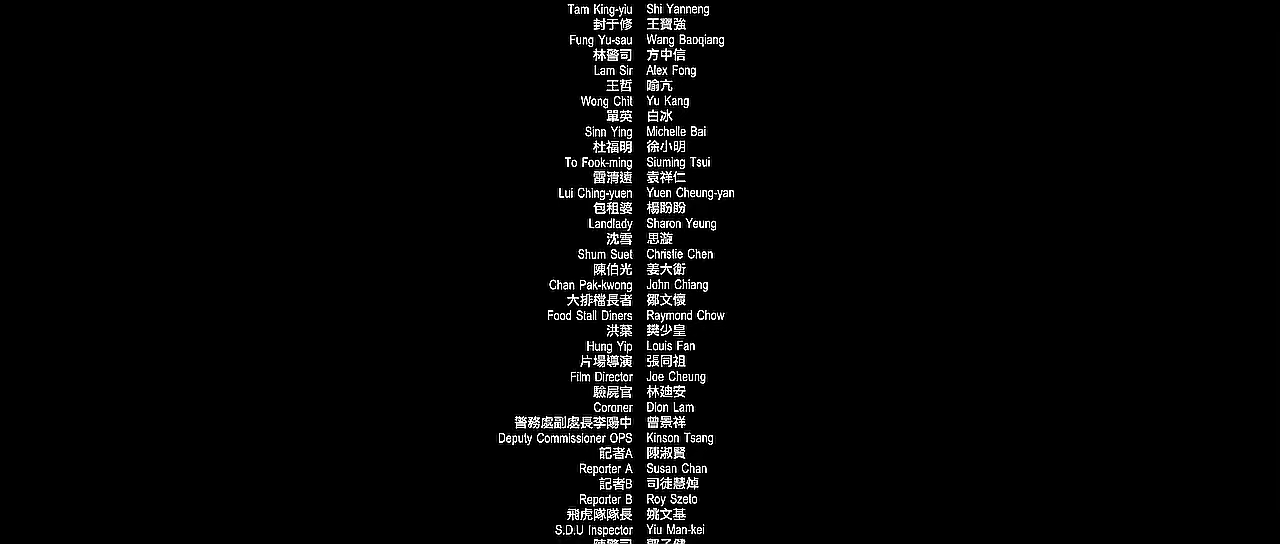 Tam King-yiu Shi Yanneng
封于修 王寶強
Fung Yu-sau Wang Baoqiang
林警司 方中信
Lam Sir Alex Fong
王哲 喻亢
Wong Chit Yu Kang
單英 白冰
Sinn Ying Michelle Bai
杜福明 徐小明
To Fook-ming Siuming Tsui
雷清遠 袁祥仁
Lui Ching-yuen Yuen Cheung-yan
包租婆 楊盼盼
Landlady Sharon Yeung
沈雪 思漩
Shum Suet Christie Chen
陳伯光 姜大衛
Chan Pak-kwong John Chiang
大排檔長者 鄒文懷
Food Stall Diners Raymond Chow
洪葉 樊少皇
Hung Yip Louis Fan
片場導演 張同祖
Film Director Joe Cheung
驗屍官 林迪安
Coroner Dion Lam
警務處副處長李陽中 曾景祥
Deputy Commissioner OPS Kinson Tsang
記者A 陳淑賢
Reporter A Susan Chan
記者B 司徒慧焯
Reporter B Roy Szeto
飛虎隊隊長 姚文基
S.D.U Inspector Yiu Man-kei